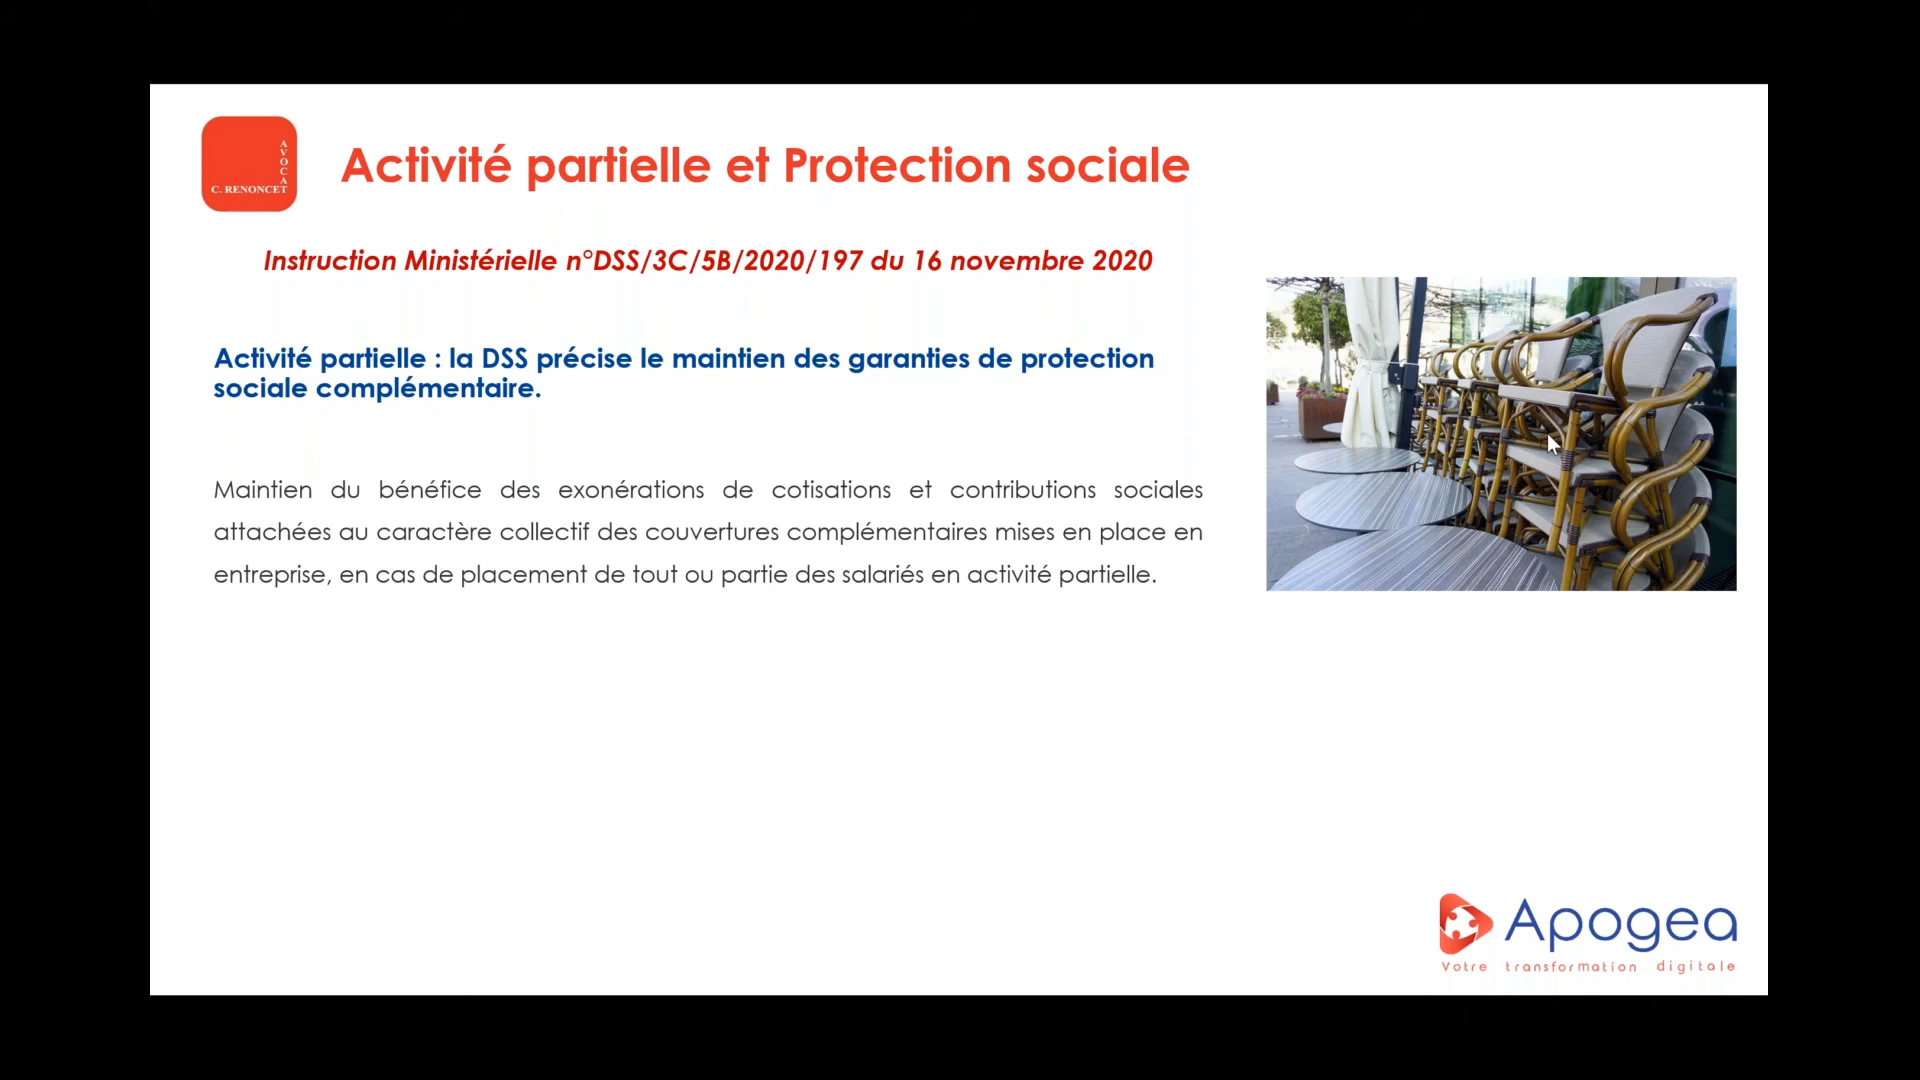 AVOCAT
C. RENONCET
Activité partielle et Protection sociale
Instruction Ministérielle n°DSS/3C/5B/2020/197 du 16 novembre 2020
Activité partielle : la DSS précise le maintien des garanties de protection
sociale complémentaire.
Maintien du bénéfice des exonérations de cotisations et contributions sociales
attachées au caractère collectif des couvertures complémentaires mises en place en
entreprise, en cas de placement de tout ou partie des salariés en activité partielle.
Apogea
Votre transformation digitale